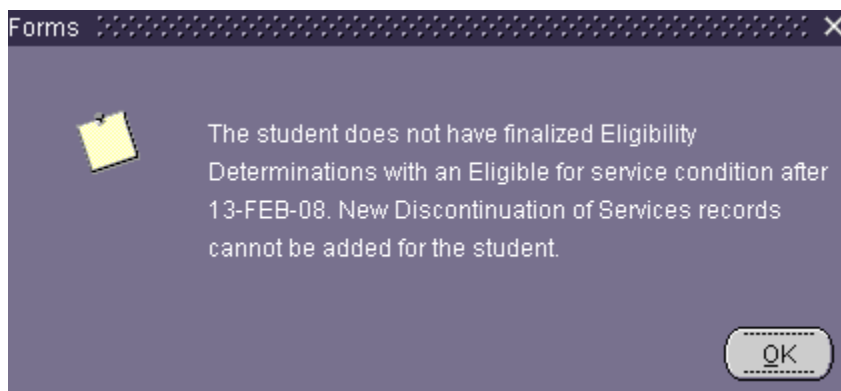 Forms
The student does not have finalized Eligibility
Determinations with an Eligible for service condition after
13-FEB-08. New Discontinuation of Services records
cannot be added for the student.
OK